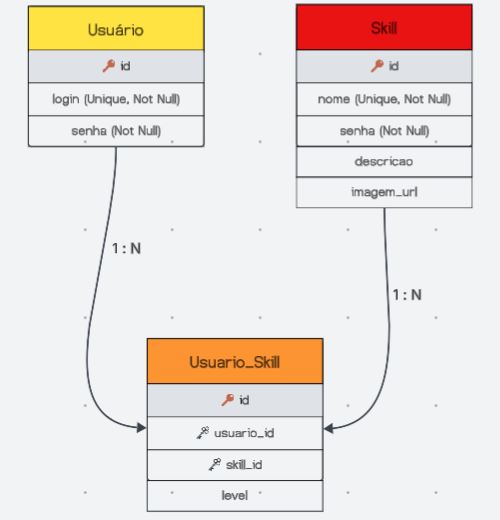 Usuário
id
login (Unique, Not Null)
senha (Not Null)
Skill
id
nome (Unique, Not Null)
senha (Not Null)
descricao
imagem_url
1 : N
1 : N
Usuario_Skill
id
usuario_id
skill_id
level